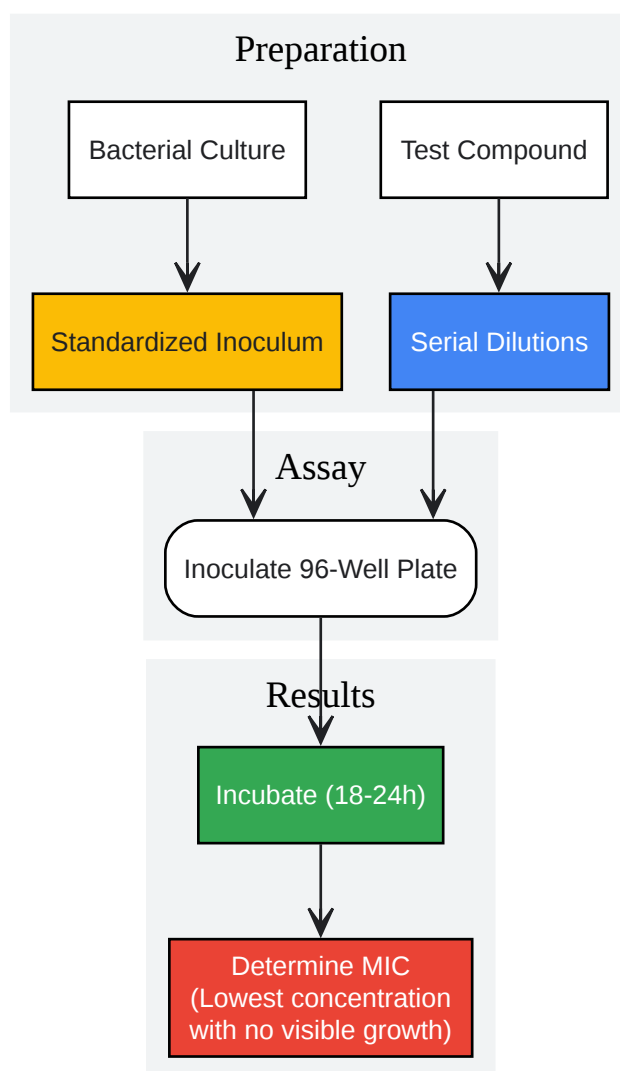 Preparation
Bacterial Culture
Test Compound
Standardized Inoculum
Serial Dilutions
Assay
Inoculate 96-Well Plate
Results
Incubate (18-24h)
Determine MIC
(Lowest concentration
with no visible growth)